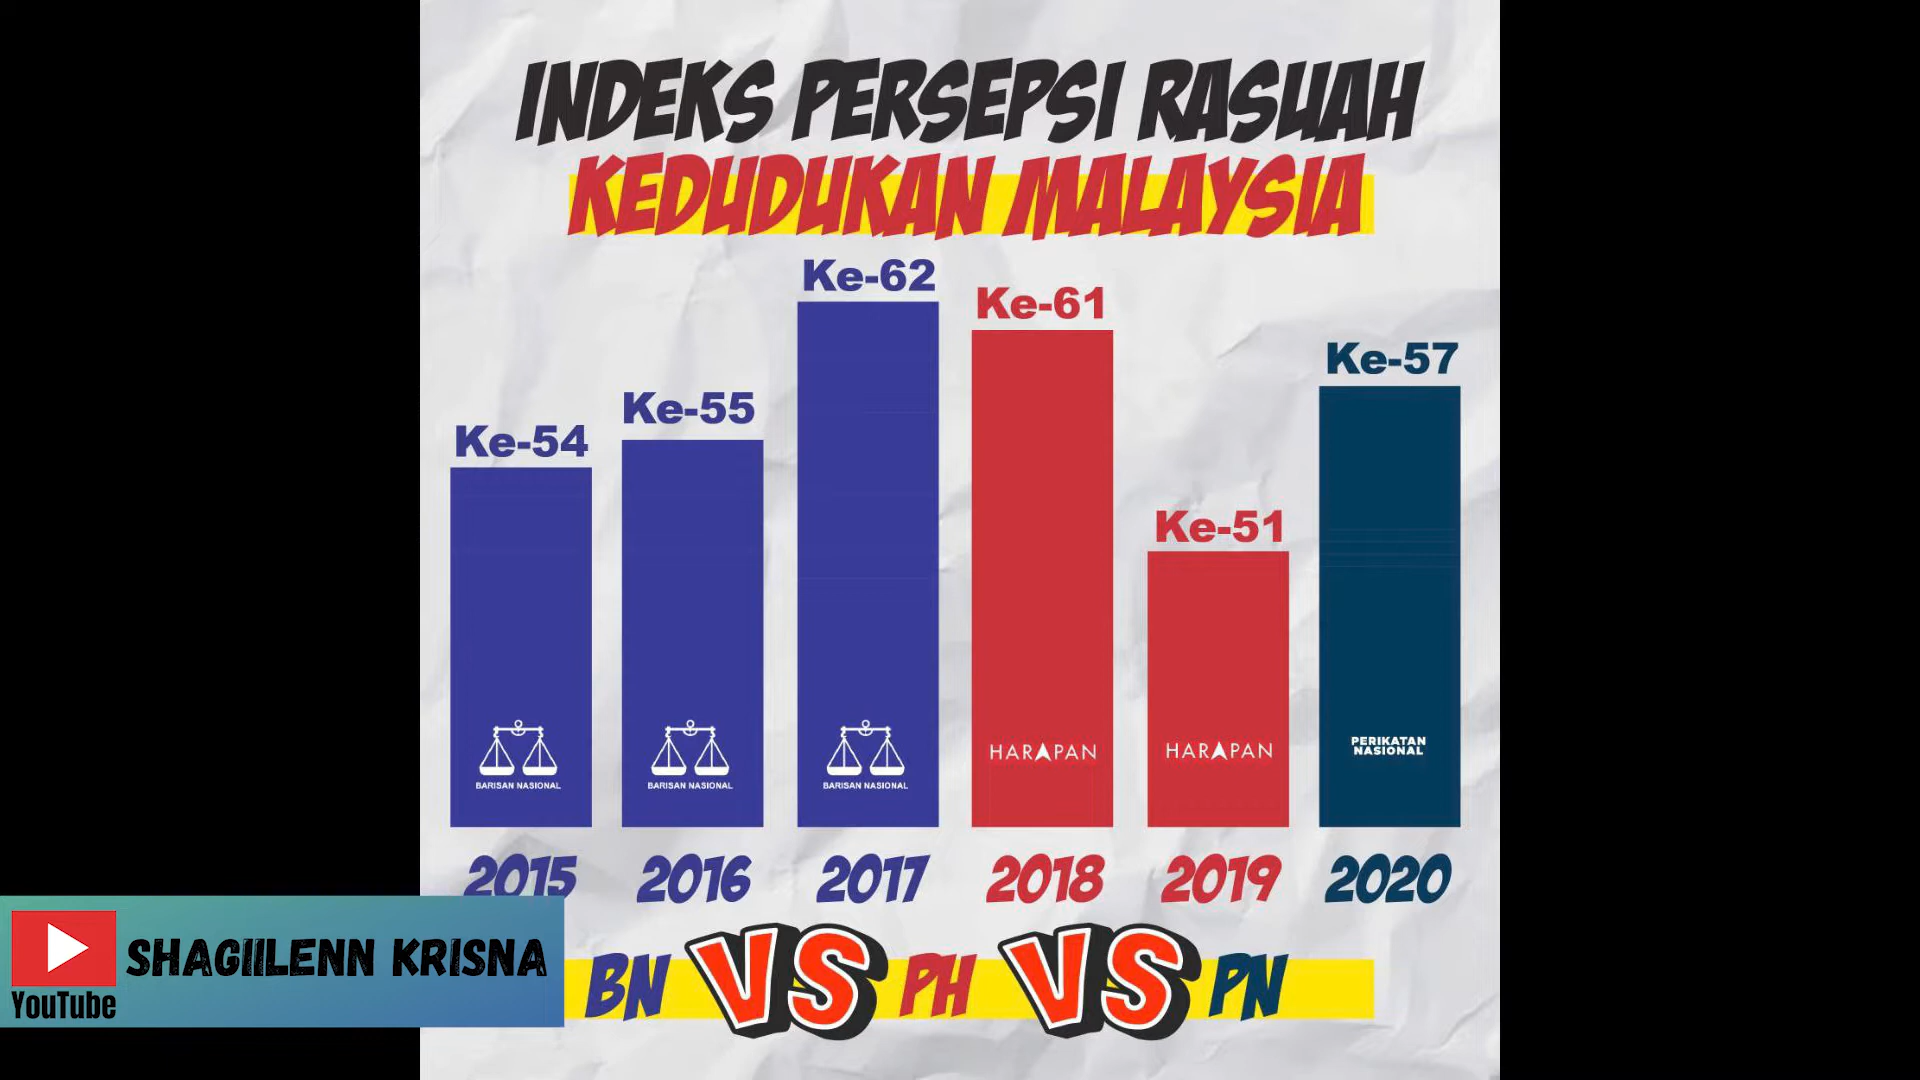 INDEKS PERSEPSI RASUAH
KEDUDUKAN MALAYSIA
Ke-54
Ke-55
Ke-62
Ke-61
Ke-51
Ke-57
BARISAN NASIONAL
BARISAN NASIONAL
BARISAN NASIONAL
HARAPAN
HARAPAN
PERIKATAN
NASIONAL
2015
2016
2017
2018
2019
2020
BN VS PH VS PN
SHAGIILENN KRISNA
YouTube